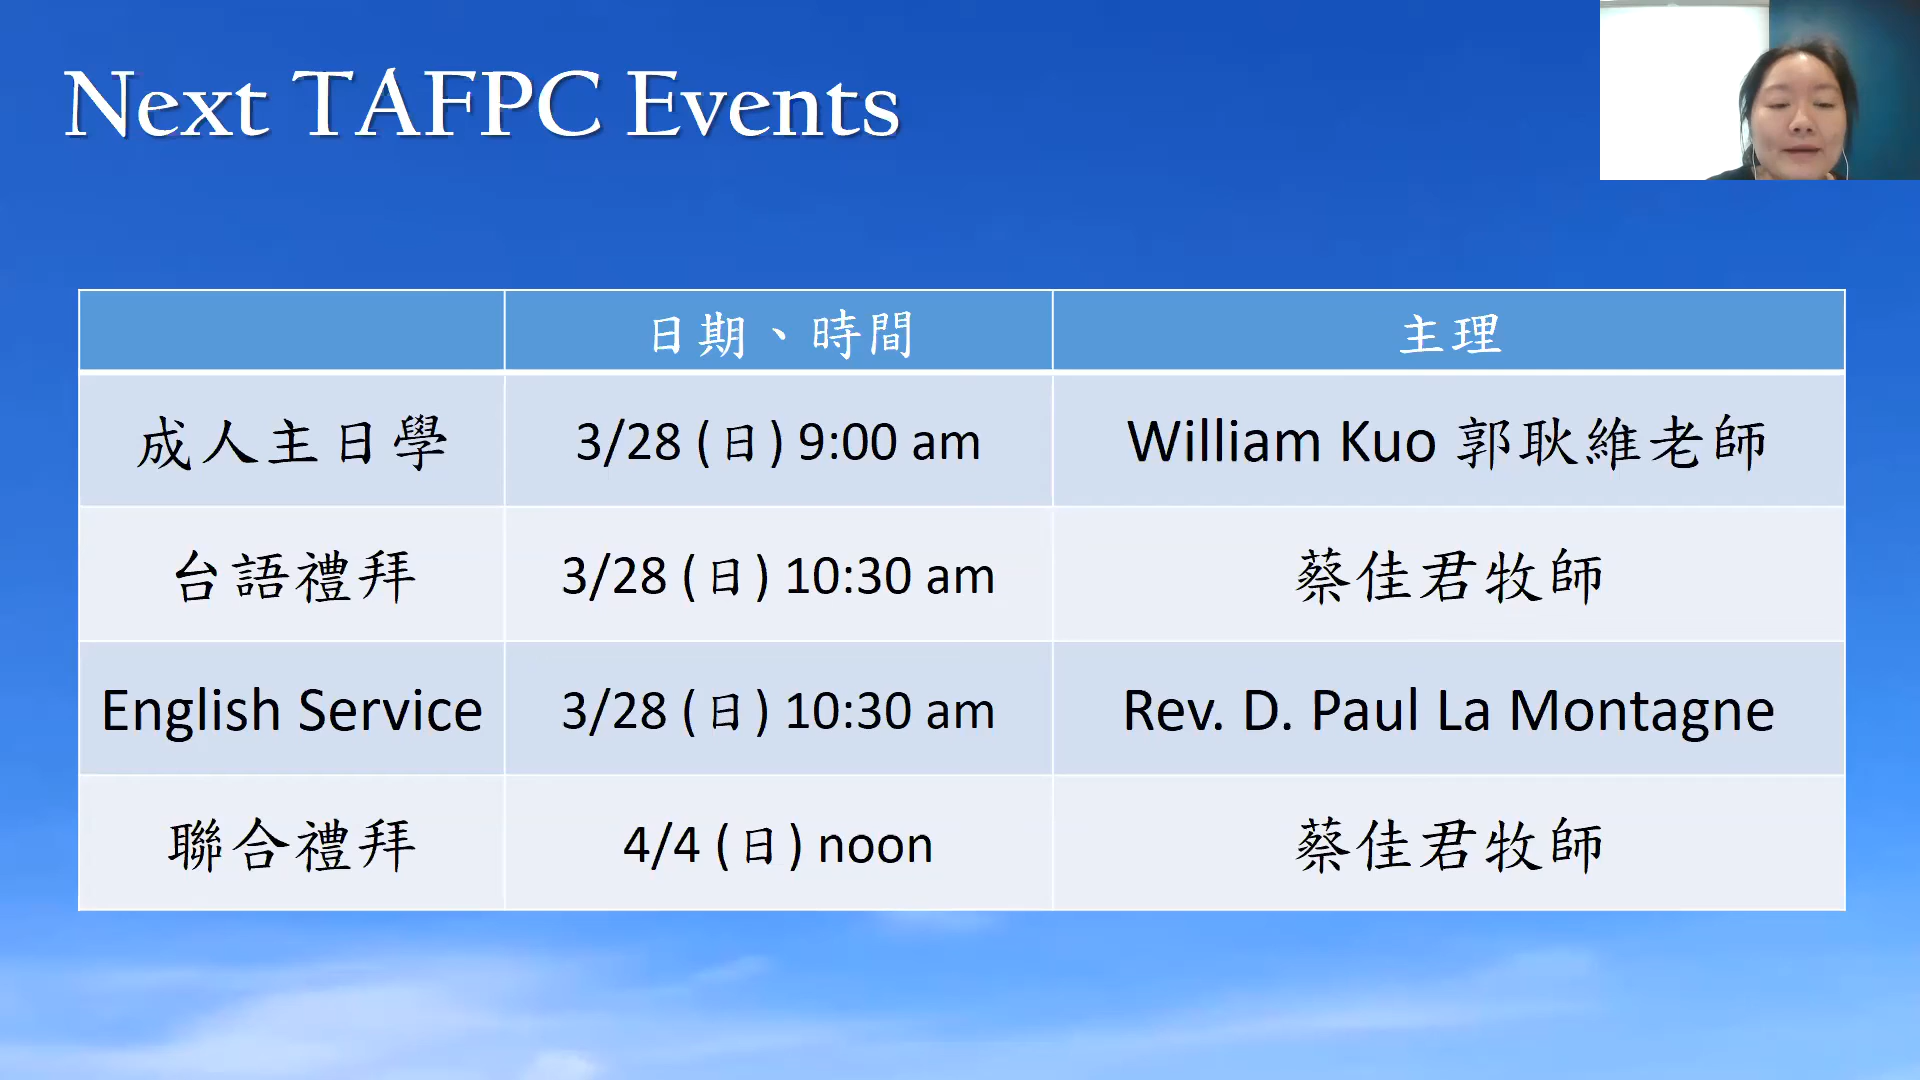 Next TAFPC Events
日期、時間 主理
成人主日學 3/28 (日) 9:00 am William Kuo 郭耿維老師
台語禮拜 3/28 (日) 10:30 am 蔡佳君牧師
English Service 3/28 (日) 10:30 am Rev. D. Paul La Montagne
聯合禮拜 4/4 (日) noon 蔡佳君牧師